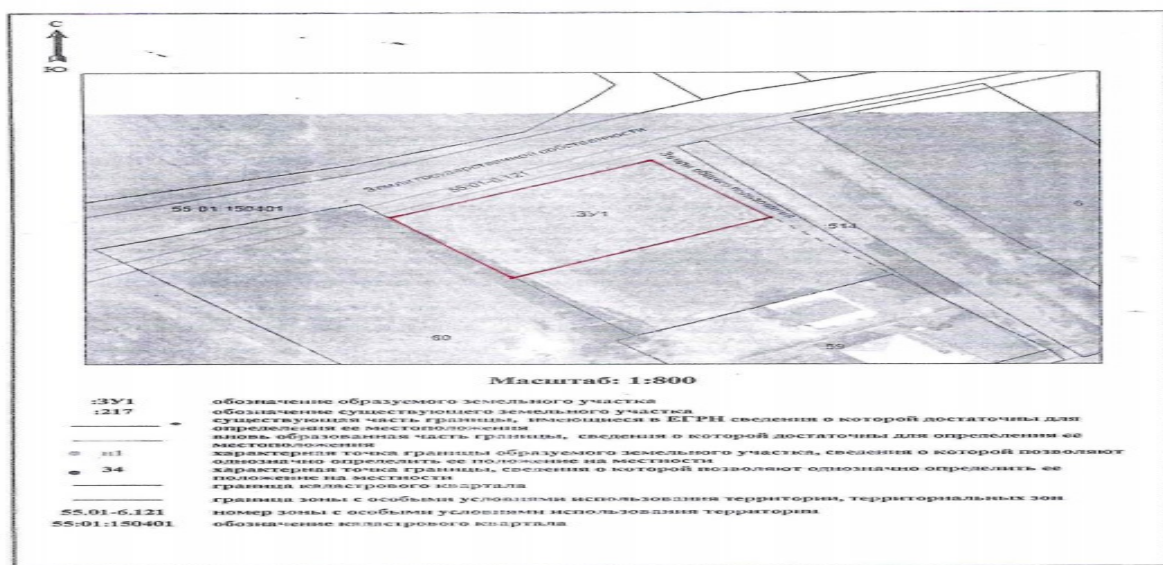 С
Ю
Земли государственной собственности
55.01-6.121
55:01:150401
Земли общего пользования
:ЗУ1
:514
6
60
59
Масштаб: 1:800
:ЗУ1 обозначение образуемого земельного участка
:217 обозначение существующего земельного участка
существующая часть границы, имеющиеся в ЕГРН сведения о которой достаточны для
определения ее местоположения
вновь образованная часть границы, сведения о которой достаточны для определения ее
местоположения
н1 характерная точка границы образуемого земельного участка, сведения о которой позволяют
однозначно определить ее положение на местности
34 характерная точка границы, сведения о которой позволяют однозначно определить ее
положение на местности
граница кадастрового квартала
граница зоны с особыми условиями использования территории, территориальных зон
55.01-6.121 номер зоны с особыми условиями использования территории
55:01:150401 обозначение кадастрового квартала